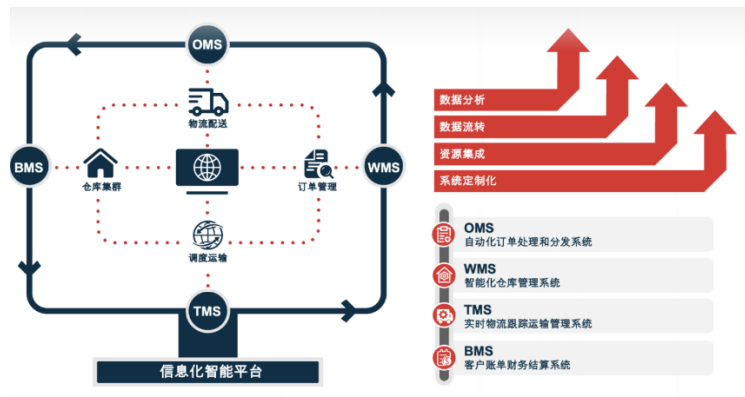 OMS
物流配送
BMS
仓库集群
订单管理
WMS
调度运输
TMS
信息化智能平台
数据分析
数据流转
资源集成
系统定制化
OMS
自动化订单处理和分发系统
WMS
智能化仓库管理系统
TMS
实时物流跟踪运输管理系统
BMS
客户账单财务结算系统